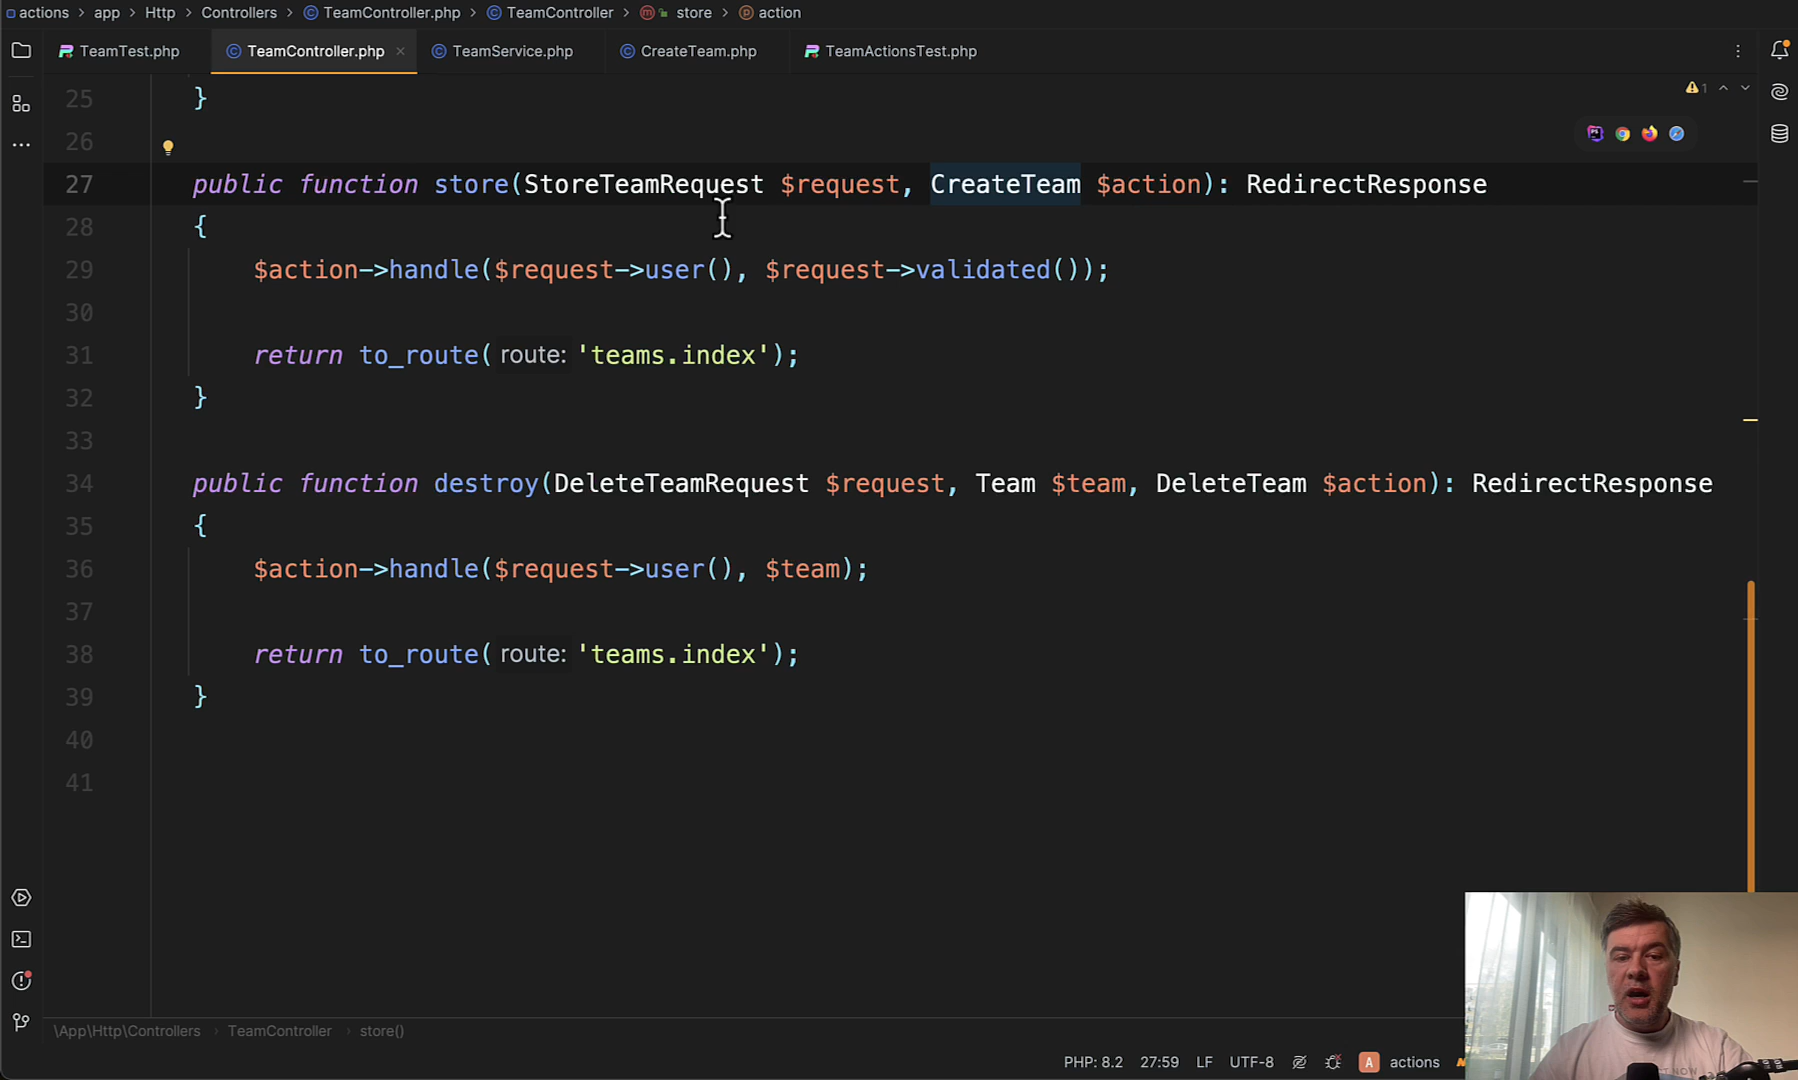 actions > app > Http > Controllers > TeamController.php > TeamController > store > action
TeamTest.php TeamController.php × TeamService.php CreateTeam.php TeamActionsTest.php
25 }
26
27 public function store(StoreTeamRequest $request, CreateTeam $action): RedirectResponse
28 {
29 $action->handle($request->user(), $request->validated());
30
31 return to_route( route: 'teams.index');
32 }
33
34 public function destroy(DeleteTeamRequest $request, Team $team, DeleteTeam $action): RedirectResponse
35 {
36 $action->handle($request->user(), $team);
37
38 return to_route( route: 'teams.index');
39 }
40
41
1
\App\Http\Controllers > TeamController > store()
PHP: 8.2 27:59 LF UTF-8 A actions